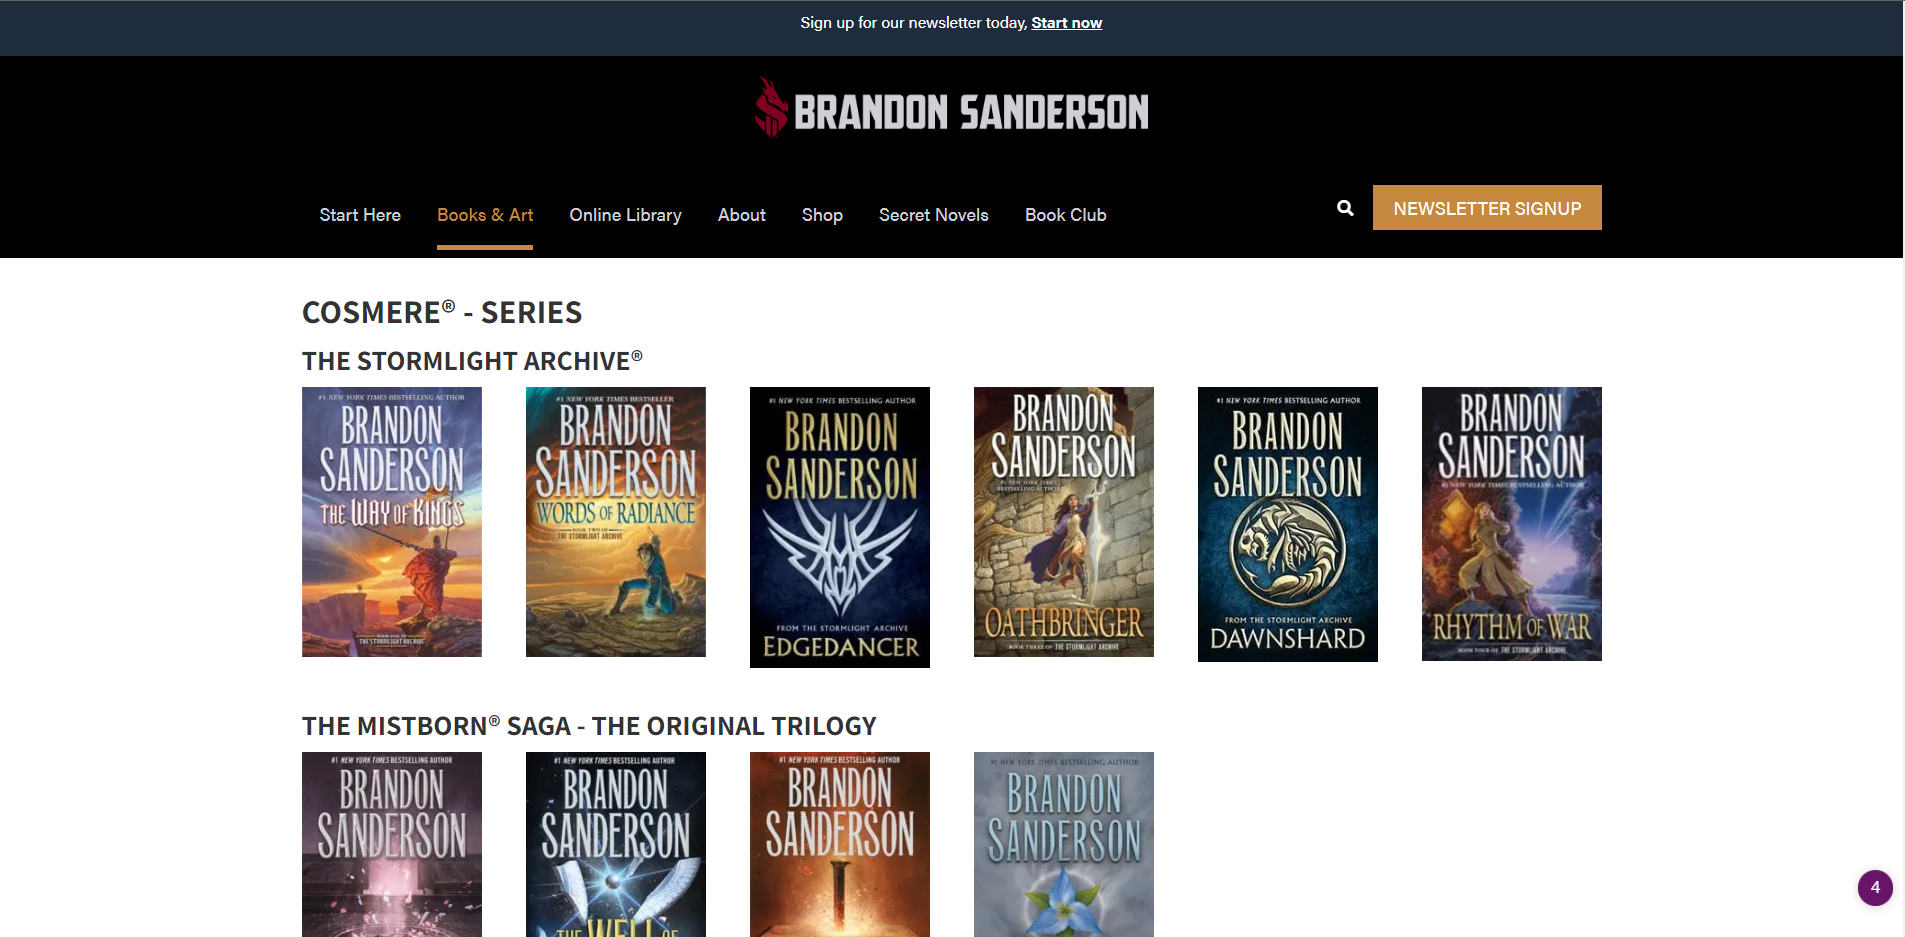 Sign up for our newsletter today, Start now
BRANDON SANDERSON
Start Here
Books & Art
Online Library
About
Shop
Secret Novels
Book Club
NEWSLETTER SIGNUP
COSMERE® - SERIES
THE STORMLIGHT ARCHIVE®
#1 NEW YORK TIMES BESTSELLING AUTHOR
BRANDON
SANDERSON
THE WAY OF KINGS
BOOK ONE OF
THE STORMLIGHT ARCHIVE
#1 NEW YORK TIMES BESTSELLER
BRANDON
SANDERSON
WORDS OF RADIANCE
BOOK TWO OF
THE STORMLIGHT ARCHIVE
#1 NEW YORK TIMES BESTSELLING AUTHOR
BRANDON
SANDERSON
FROM THE STORMLIGHT ARCHIVE
EDGEDANCER
BRANDON
SANDERSON
#1 NEW YORK TIMES
BESTSELLING AUTHOR
OATHBRINGER
BOOK THREE OF THE STORMLIGHT ARCHIVE
#1 NEW YORK TIMES BESTSELLING AUTHOR
BRANDON
SANDERSON
FROM THE STORMLIGHT ARCHIVE
DAWNSHARD
BRANDON
SANDERSON
#1 NEW YORK TIMES BESTSELLING AUTHOR
RHYTHM OF WAR
BOOK FOUR OF THE STORMLIGHT ARCHIVE
THE MISTBORN® SAGA - THE ORIGINAL TRILOGY
#1 NEW YORK TIMES BESTSELLING AUTHOR
BRANDON
SANDERSON
#1 NEW YORK TIMES BESTSELLING AUTHOR
BRANDON
SANDERSON
THE WELL OF
#1 NEW YORK TIMES BESTSELLING AUTHOR
BRANDON
SANDERSON
#1 NEW YORK TIMES BESTSELLING AUTHOR
BRANDON
SANDERSON
4